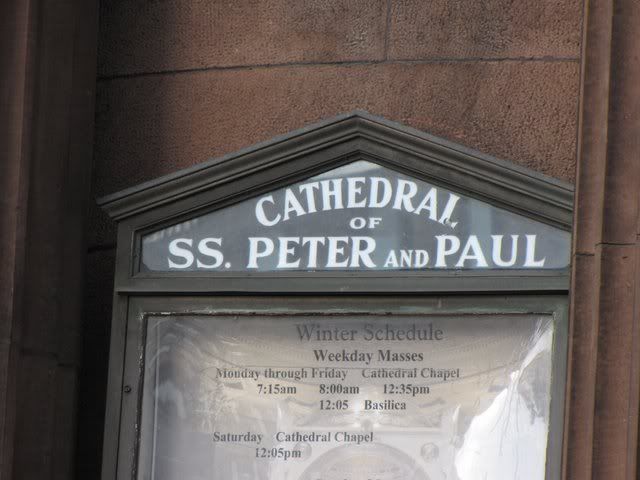 CATHEDRAL
OF
SS. PETER AND PAUL
Winter Schedule
Weekday Masses
Monday through Friday Cathedral Chapel
7:15am 8:00am 12:35pm
12:05 Basilica
Saturday Cathedral Chapel
12:05pm